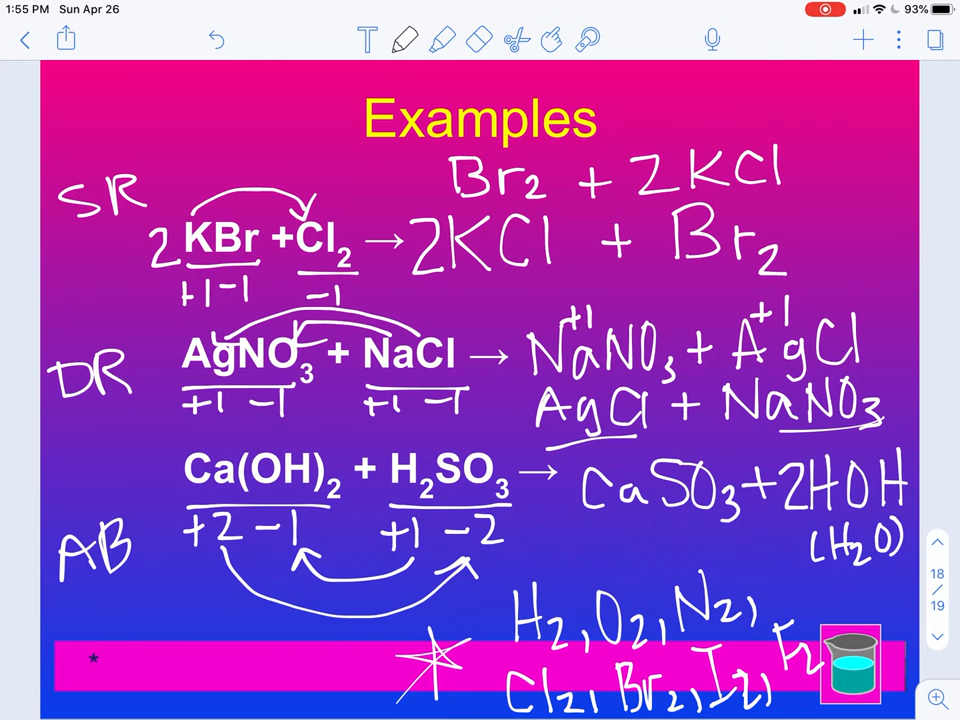 1:55 PM Sun Apr 26
93%
T
Examples
SR
Br2 + 2KCl
2 KBr + Cl2 → 2KCl + Br2
+1 -1 -1
+1 +1
DR
AgNO3 + NaCl → NaNO3 + AgCl
+1 -1 +1 -1
AgCl + NaNO3
Ca(OH)2 + H2SO3 → CaSO3 + 2HOH
+2 -1 +1 -2
(H2O)
AB
H2, O2, N2,
Cl2, Br2, I2, F2
*
18
/
19